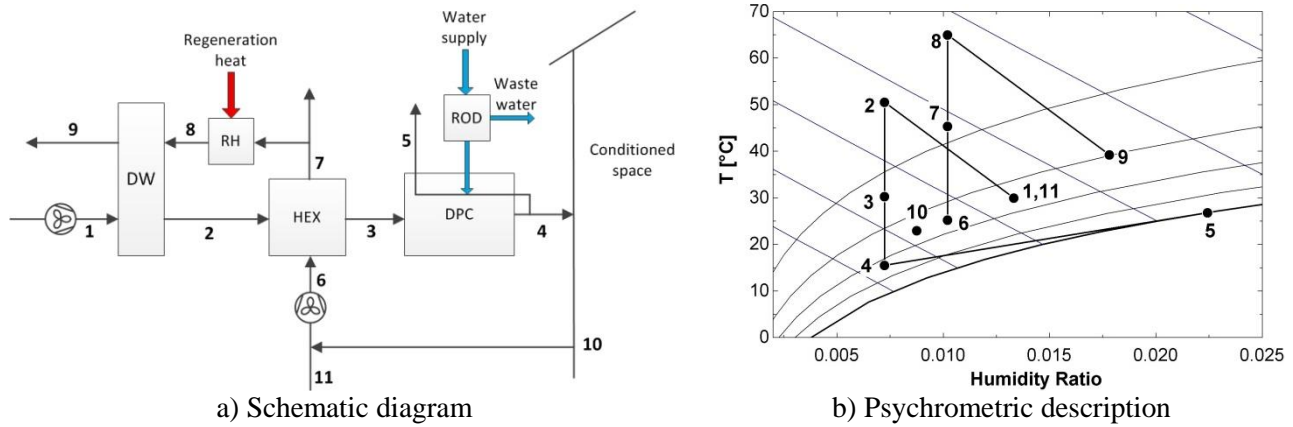 Regeneration
heat
Water
supply
Waste
water
ROD
9
8
RH
5
Conditioned
space
7
DW
HEX
DPC
1
2
3
4
6
10
11
a) Schematic diagram
T [°C]
70
60
50
40
30
20
10
0
8
2
7
9
3
1,11
10
6
5
4
0.005
0.010
0.015
0.020
0.025
Humidity Ratio
b) Psychrometric description